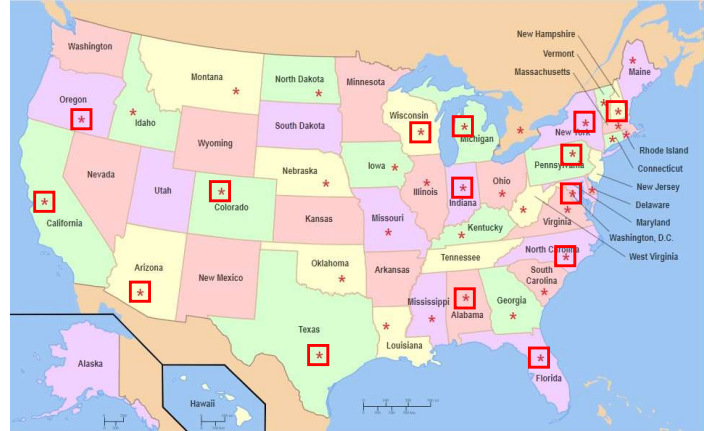 Washington
Oregon
California
Nevada
Idaho
Montana
Wyoming
Utah
Arizona
Colorado
New Mexico
North Dakota
South Dakota
Nebraska
Kansas
Oklahoma
Texas
Minnesota
Iowa
Missouri
Arkansas
Louisiana
Wisconsin
Illinois
Michigan
Indiana
Ohio
Kentucky
Tennessee
Mississippi
Alabama
Georgia
Florida
South
Carolina
North Carolina
Virginia
Pennsylvania
New York
Maine
New Hampshire
Vermont
Massachusetts
Rhode Island
Connecticut
New Jersey
Delaware
Maryland
Washington, D.C.
West Virginia
Alaska
Hawaii